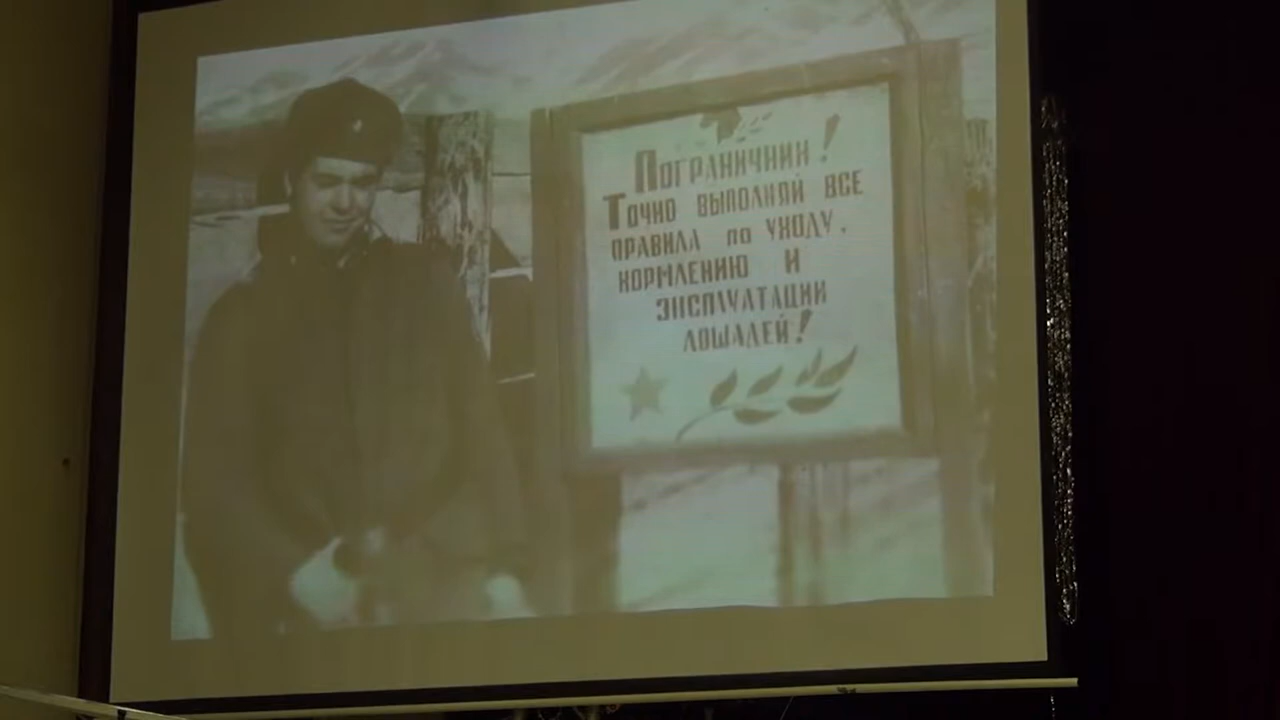 Пограничник!
Точно выполняй все
правила по уходу,
кормлению и
эксплуатации
лошадей!